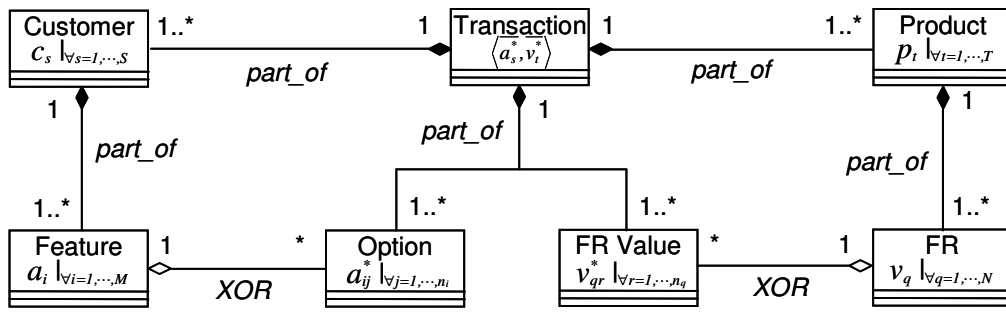 Customer
c_s |∀s=1,⋯,S
1..*
part_of
1
Transaction
⟨a_s^*, v_t^*⟩
1
part_of
1..*
Product
p_t |∀t=1,⋯,T
1
part_of
1..*
part_of
1
1..*
1..*
1
part_of
1..*
Feature
a_i |∀i=1,⋯,M
1
XOR
*
Option
a_ij^* |∀j=1,⋯,n_i
FR Value
v_qr^* |∀r=1,⋯,n_q
*
XOR
1
FR
v_q |∀q=1,⋯,N